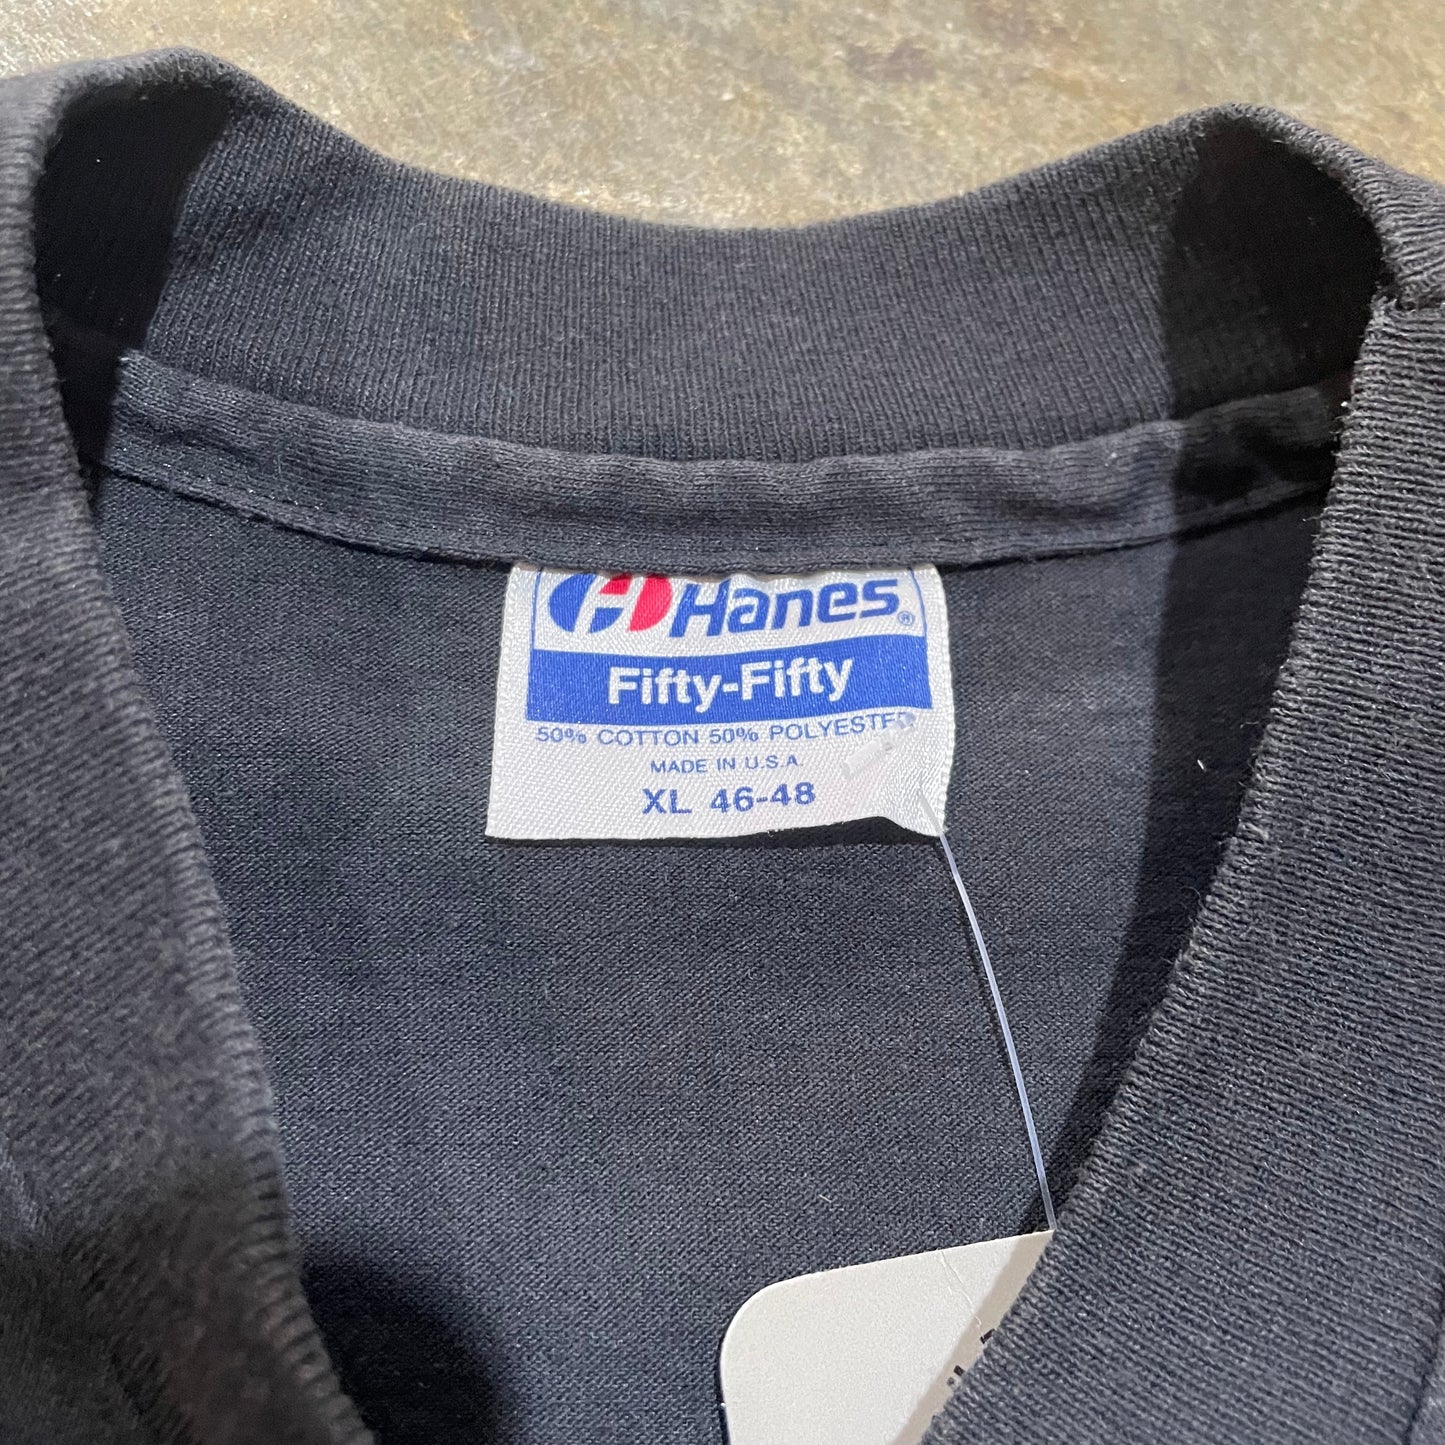 Hanes®
Fifty-Fifty
50% COTTON 50% POLYESTER
MADE IN U.S.A.
XL 46-48